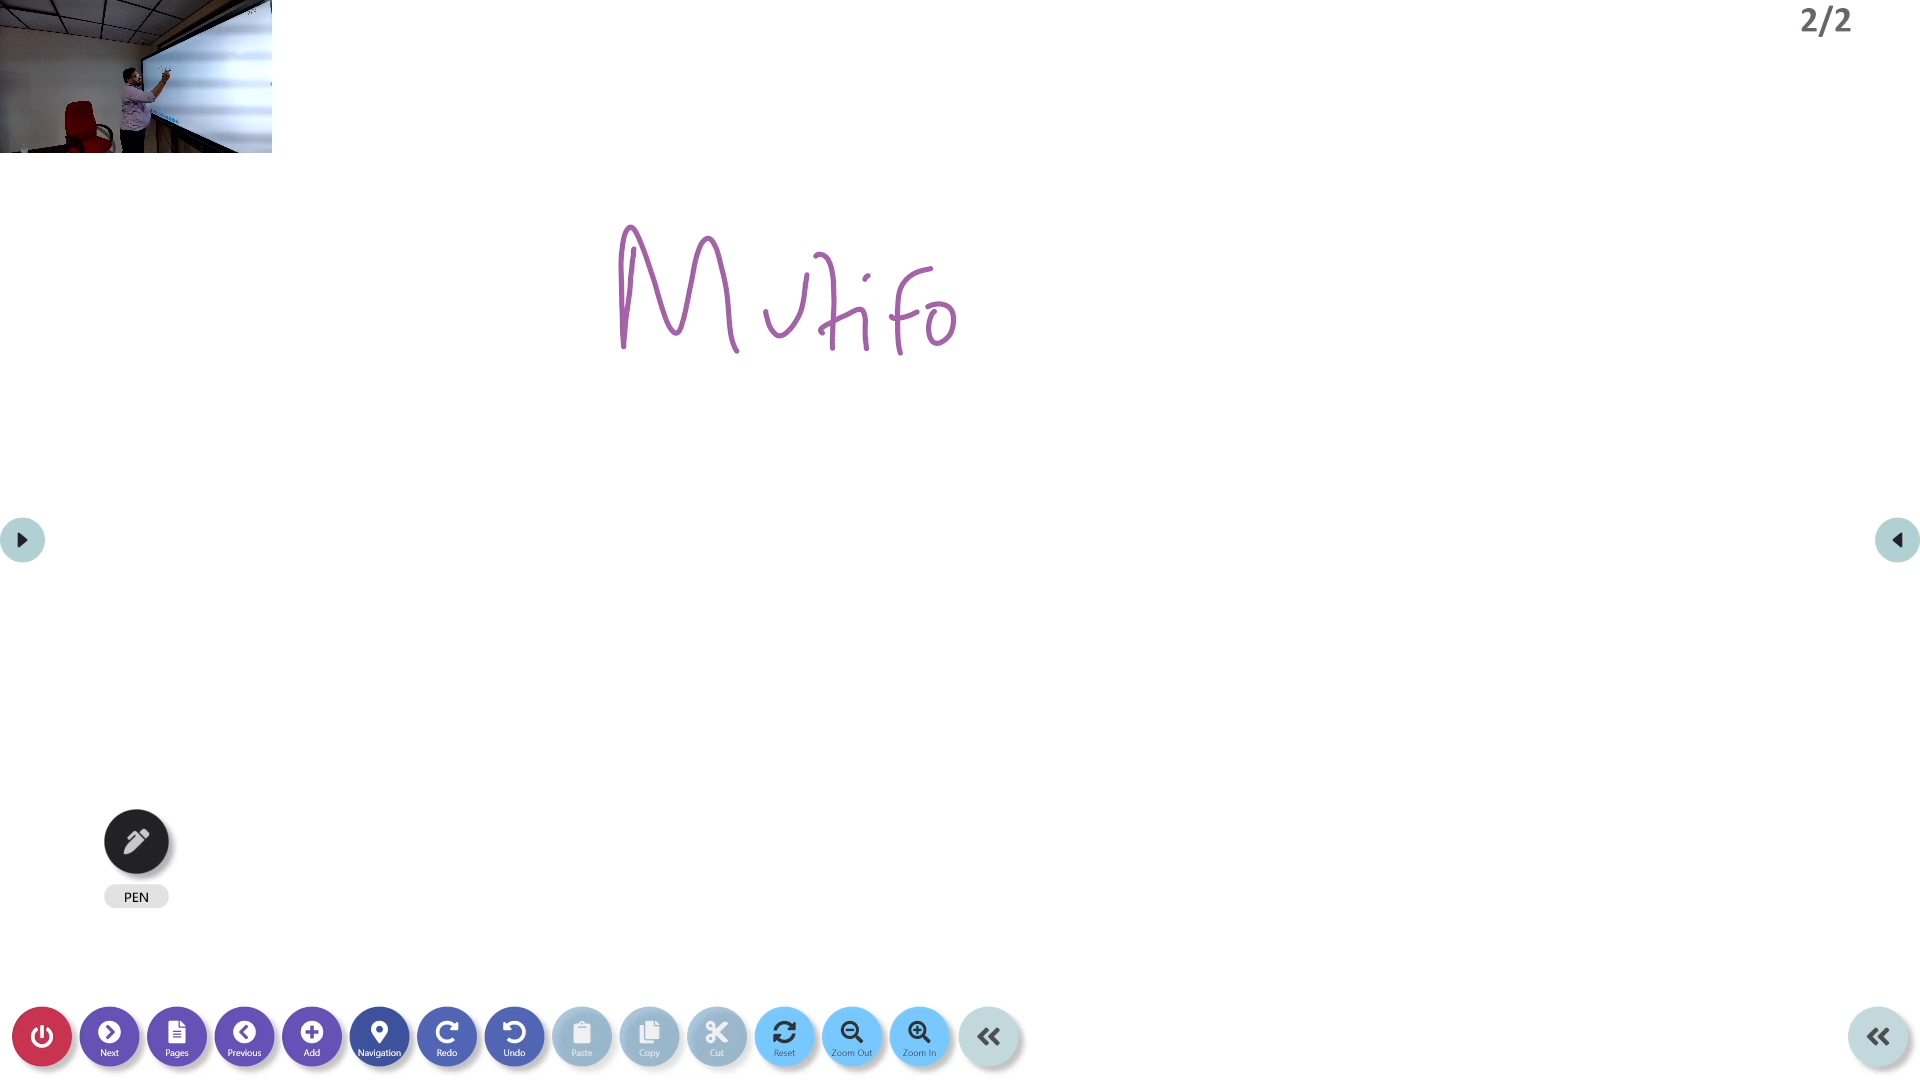 2/2
Mutifo
PEN
Next
Pages
Previous
Add
Navigation
Redo
Undo
Paste
Copy
Cut
Reset
Zoom Out
Zoom In